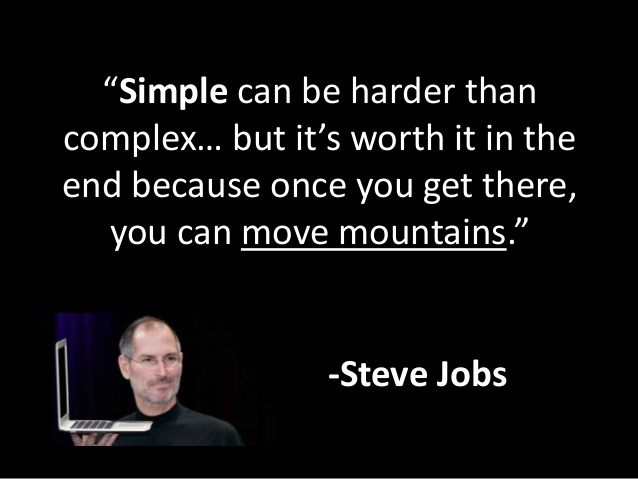 “Simple can be harder than
complex… but it’s worth it in the
end because once you get there,
you can move mountains.”
-Steve Jobs